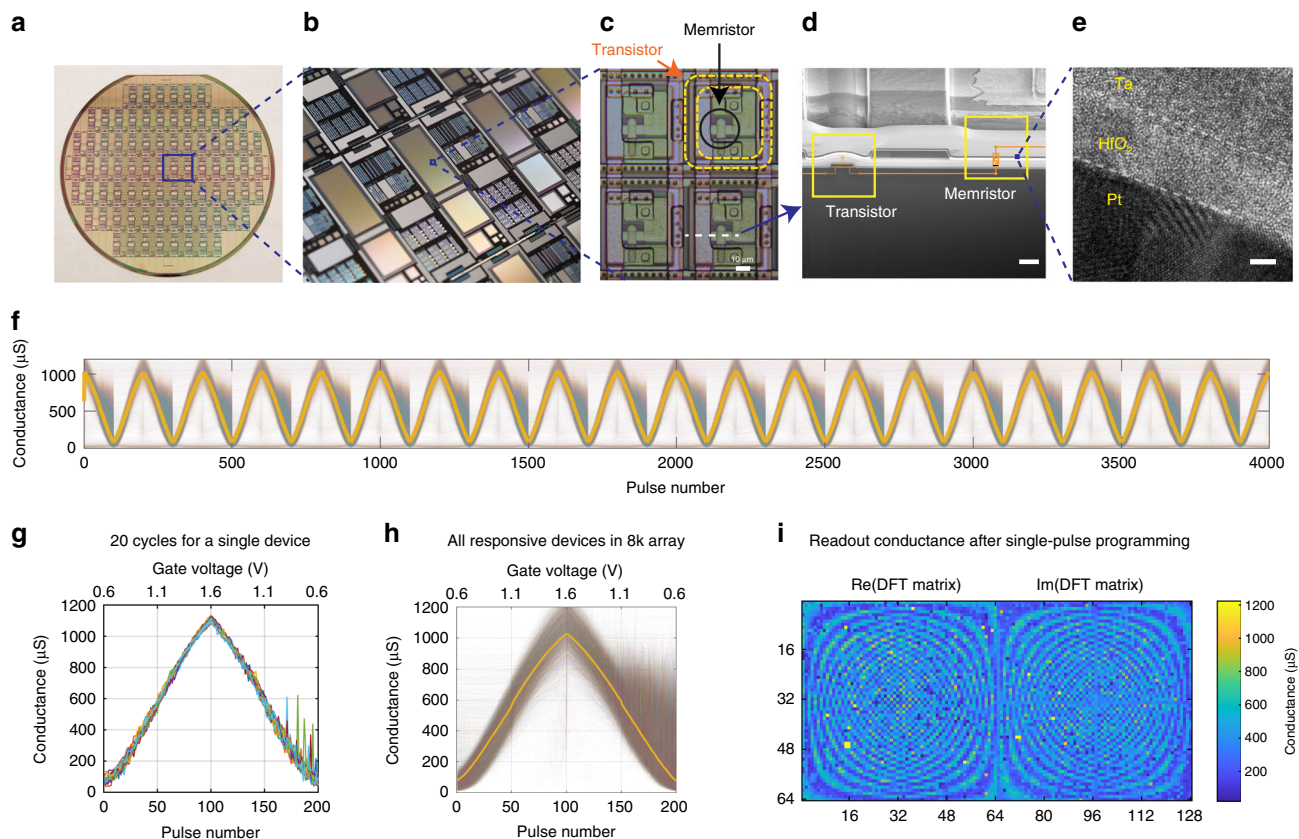 a
b
c
d
e
Memristor
Transistor
10 μm
Transistor
Memristor
Ta
HfO2
Pt
f
Conductance (μS)
1000
500
0
0 500 1000 1500 2000 2500 3000 3500 4000
Pulse number
g
20 cycles for a single device
Gate voltage (V)
0.6 1.1 1.6 1.1 0.6
Conductance (μS)
1200
1000
800
600
400
200
0
0 50 100 150 200
Pulse number
h
All responsive devices in 8k array
Gate voltage (V)
0.6 1.1 1.6 1.1 0.6
Conductance (μS)
1200
1000
800
600
400
200
0
0 50 100 150 200
Pulse number
i
Readout conductance after single-pulse programming
Re(DFT matrix) Im(DFT matrix)
16
32
48
64
16 32 48 64 80 96 112 128
1200
1000
800
600
400
200
Conductance (μS)